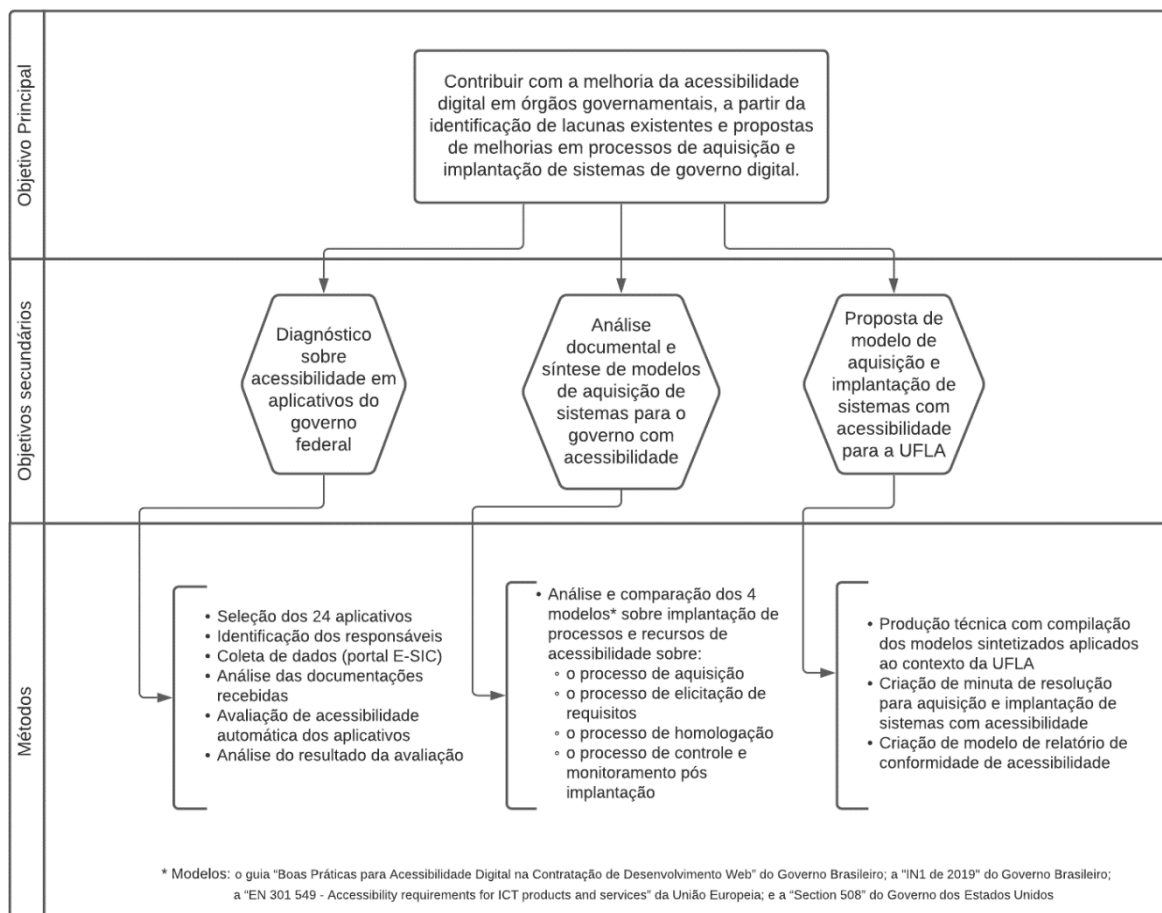 Objetivo Principal
Contribuir com a melhoria da acessibilidade
digital em órgãos governamentais, a partir da
identificação de lacunas existentes e propostas
de melhorias em processos de aquisição e
implantação de sistemas de governo digital.
Objetivos secundários
Diagnóstico
sobre
acessibilidade em
aplicativos do
governo
federal
Análise
documental e
síntese de modelos
de aquisição de
sistemas para o
governo com
acessibilidade
Proposta de
modelo de
aquisição e
implantação de
sistemas com
acessibilidade
para a UFLA
Métodos
• Seleção dos 24 aplicativos
• Identificação dos responsáveis
• Coleta de dados (portal E-SIC)
• Análise das documentações
recebidas
• Avaliação de acessibilidade
automática dos aplicativos
• Análise do resultado da avaliação
• Análise e comparação dos 4
modelos* sobre implantação de
processos e recursos de
acessibilidade sobre:
◦ o processo de aquisição
◦ o processo de elicitação de
requisitos
◦ o processo de homologação
◦ o processo de controle e
monitoramento pós
implantação
• Produção técnica com compilação
dos modelos sintetizados aplicados
ao contexto da UFLA
• Criação de minuta de resolução
para aquisição e implantação de
sistemas com acessibilidade
• Criação de modelo de relatório de
conformidade de acessibilidade
* Modelos: o guia “Boas Práticas para Acessibilidade Digital na Contratação de Desenvolvimento Web” do Governo Brasileiro; a "IN1 de 2019" do Governo Brasileiro;
a “EN 301 549 - Accessibility requirements for ICT products and services” da União Europeia; e a “Section 508” do Governo dos Estados Unidos